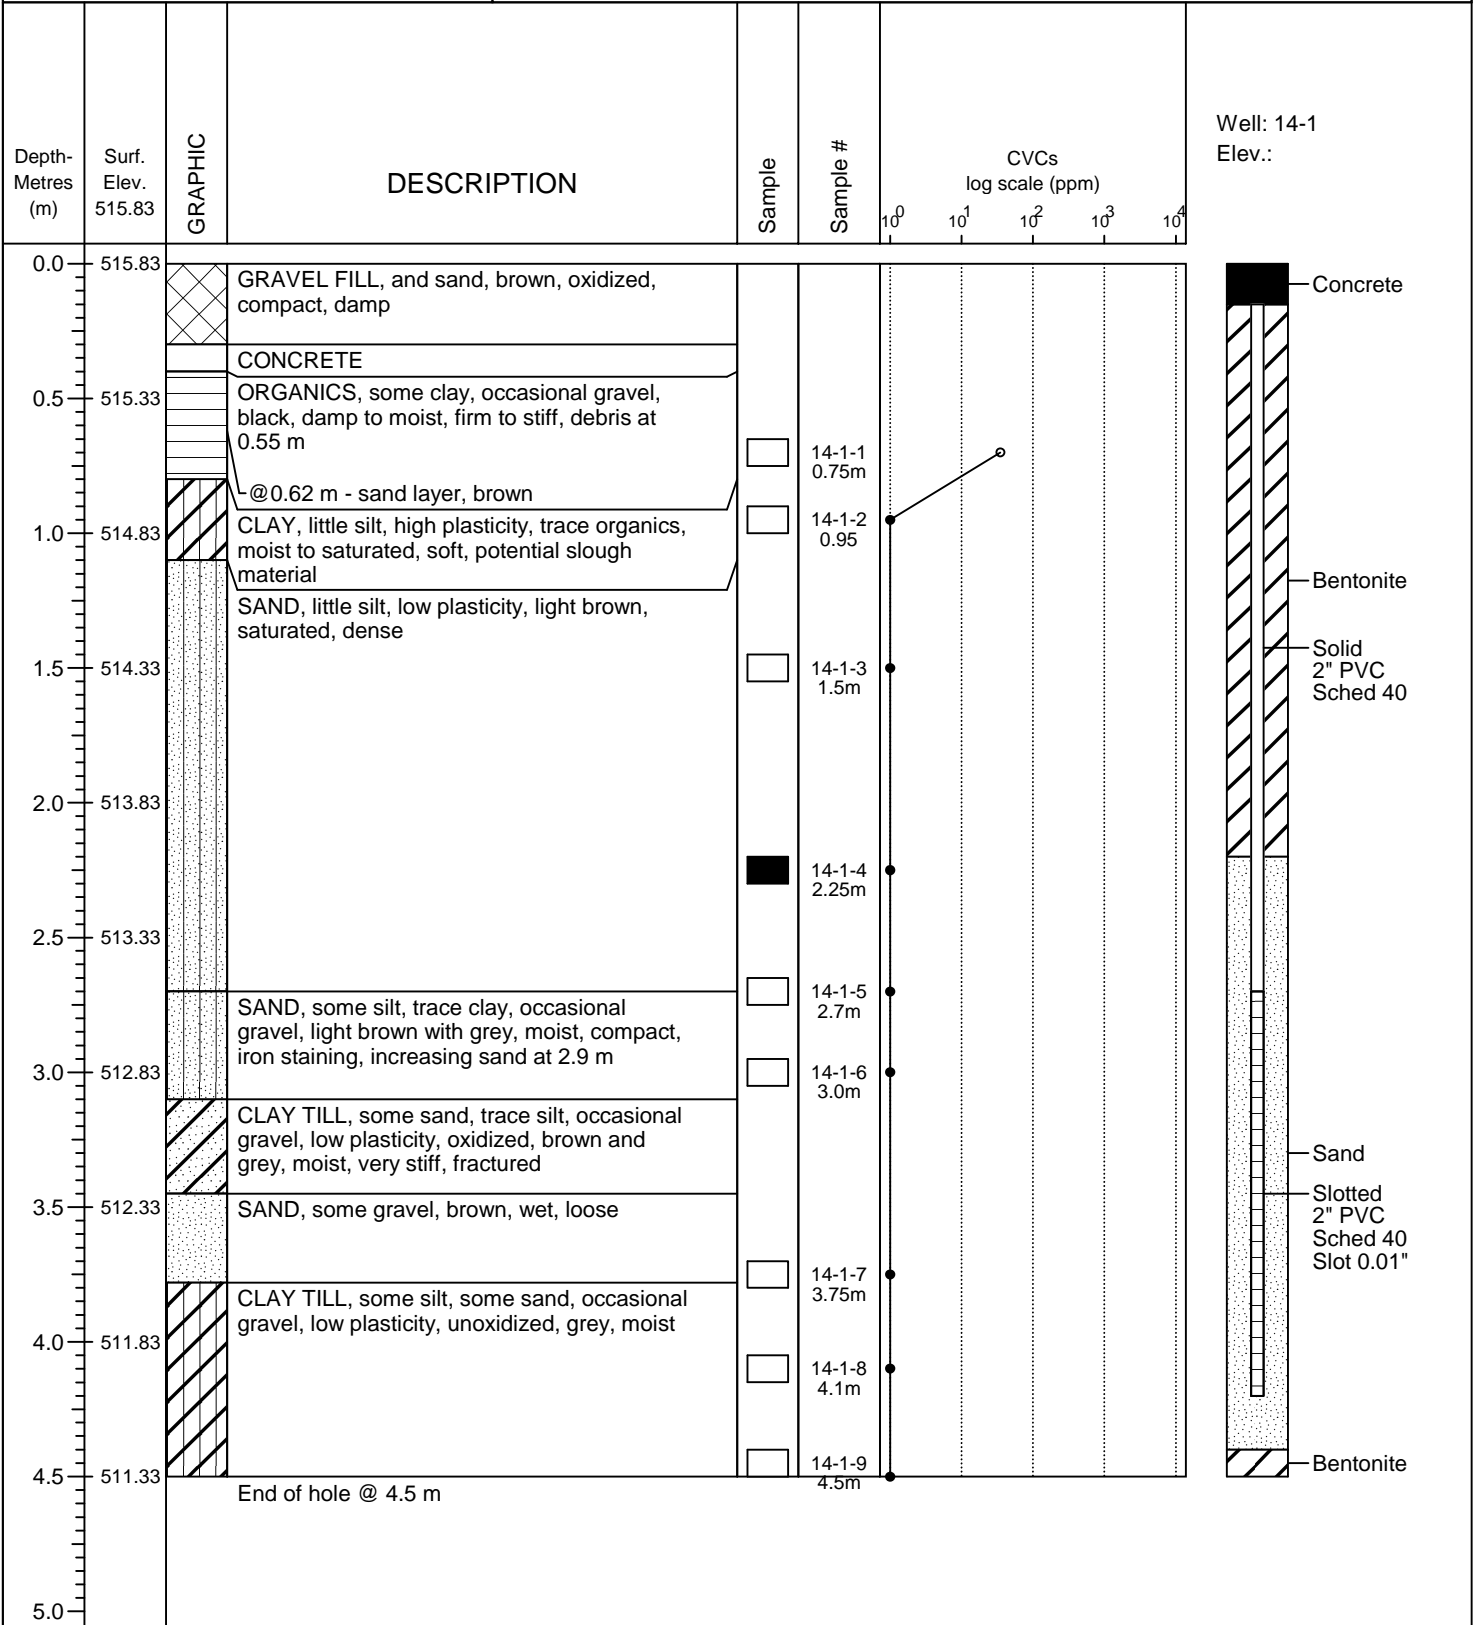 Depth-
Metres
(m)
Surf.
Elev.
515.83
GRAPHIC
DESCRIPTION
Sample
Sample #
CVCs
log scale (ppm)
10^0 10^1 10^2 10^3 10^4
Well: 14-1
Elev.:
0.0 515.83
GRAVEL FILL, and sand, brown, oxidized,
compact, damp
CONCRETE
0.5 515.33
ORGANICS, some clay, occasional gravel,
black, damp to moist, firm to stiff, debris at
0.55 m
14-1-1
0.75m
@0.62 m - sand layer, brown
1.0 514.83
CLAY, little silt, high plasticity, trace organics,
moist to saturated, soft, potential slough
material
14-1-2
0.95
SAND, little silt, low plasticity, light brown,
saturated, dense
1.5 514.33
14-1-3
1.5m
2.0 513.83
14-1-4
2.25m
2.5 513.33
14-1-5
2.7m
SAND, some silt, trace clay, occasional
gravel, light brown with grey, moist, compact,
iron staining, increasing sand at 2.9 m
3.0 512.83
14-1-6
3.0m
CLAY TILL, some sand, trace silt, occasional
gravel, low plasticity, oxidized, brown and
grey, moist, very stiff, fractured
3.5 512.33
SAND, some gravel, brown, wet, loose
14-1-7
3.75m
CLAY TILL, some silt, some sand, occasional
gravel, low plasticity, unoxidized, grey, moist
4.0 511.83
14-1-8
4.1m
4.5 511.33
14-1-9
4.5m
End of hole @ 4.5 m
5.0
Concrete
Bentonite
Solid
2" PVC
Sched 40
Sand
Slotted
2" PVC
Sched 40
Slot 0.01"
Bentonite